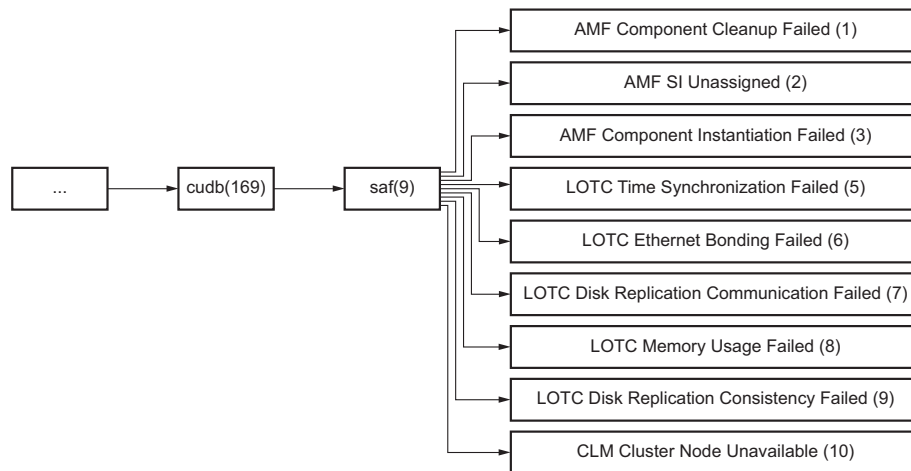 AMF Component Cleanup Failed (1)
AMF SI Unassigned (2)
AMF Component Instantiation Failed (3)
... cudb(169) saf(9) LOTC Time Synchronization Failed (5)
LOTC Ethernet Bonding Failed (6)
LOTC Disk Replication Communication Failed (7)
LOTC Memory Usage Failed (8)
LOTC Disk Replication Consistency Failed (9)
CLM Cluster Node Unavailable (10)